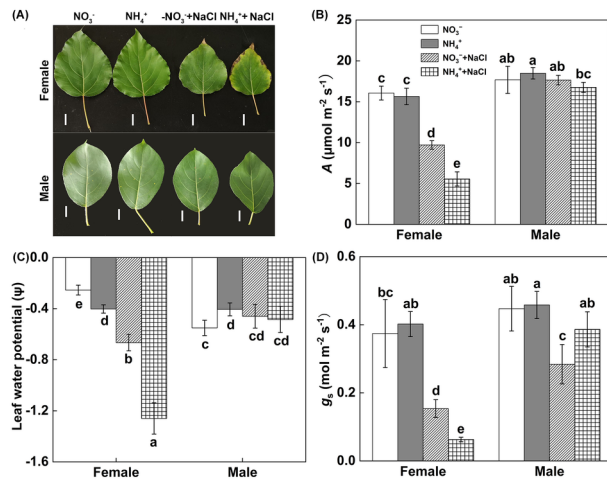 (A)
NO₃⁻ NH₄⁺ -NO₃⁻+NaCl NH₄⁺+ NaCl
Female
Male
(B)
NO₃⁻
NH₄⁺
NO₃⁻+NaCl
NH₄⁺+NaCl
A (μmol m⁻² s⁻¹)
25
20
15
10
5
0
c c d e
ab a ab bc
Female Male
(C)
Leaf water potential (ψ)
0.0
-0.4
-0.8
-1.2
-1.6
e d b a
c d cd cd
Female Male
(D)
gs (mol m⁻² s⁻¹)
0.6
0.4
0.2
0.0
bc ab d e
ab a c ab
Female Male